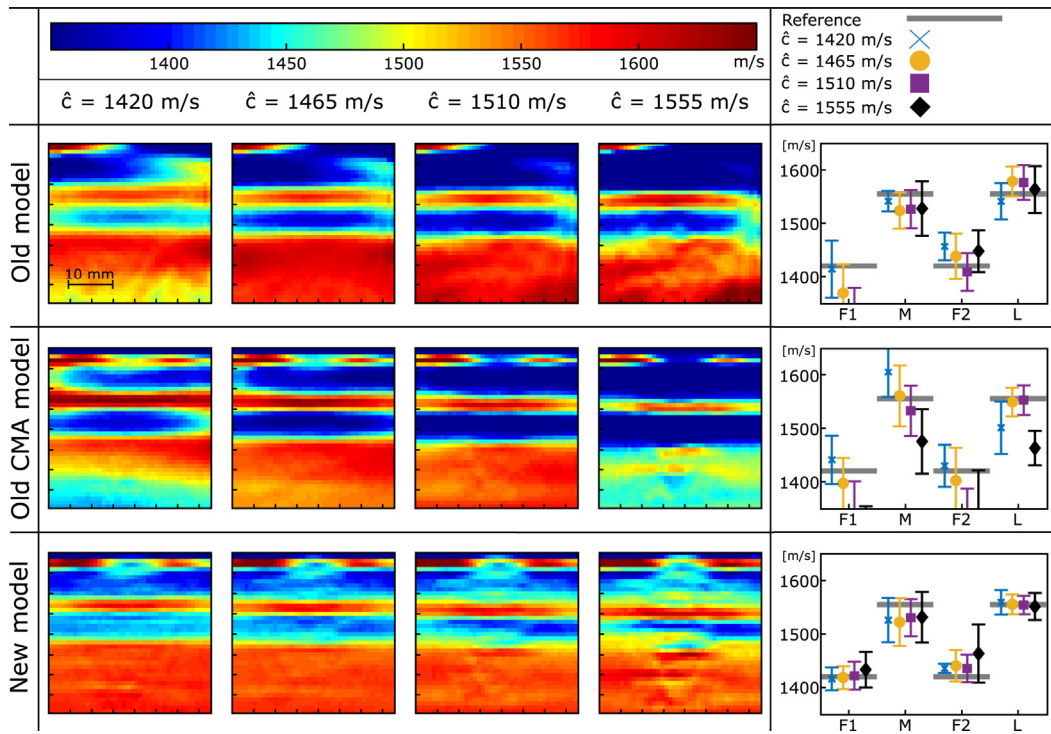 1400 1450 1500 1550 1600 m/s
ĉ = 1420 m/s ĉ = 1465 m/s ĉ = 1510 m/s ĉ = 1555 m/s
Reference
ĉ = 1420 m/s
ĉ = 1465 m/s
ĉ = 1510 m/s
ĉ = 1555 m/s
Old model
10 mm
[m/s]
1600
1500
1400
F1 M F2 L
Old CMA model
[m/s]
1600
1500
1400
F1 M F2 L
New model
[m/s]
1600
1500
1400
F1 M F2 L